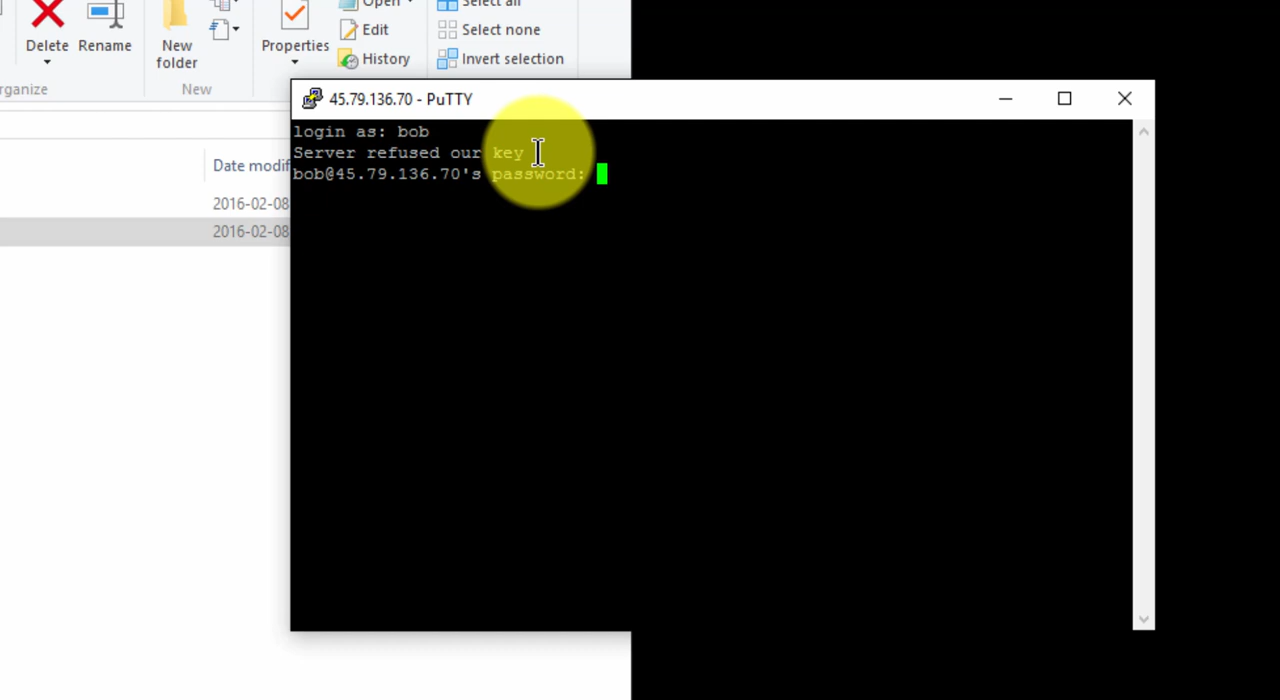 Open
Select all
Edit
Select none
Delete
Rename
New
folder
Properties
History
Invert selection
rganize
New
45.79.136.70 - PuTTY
login as: bob
Server refused our key
bob@45.79.136.70's password:
Date modif
2016-02-08
2016-02-08